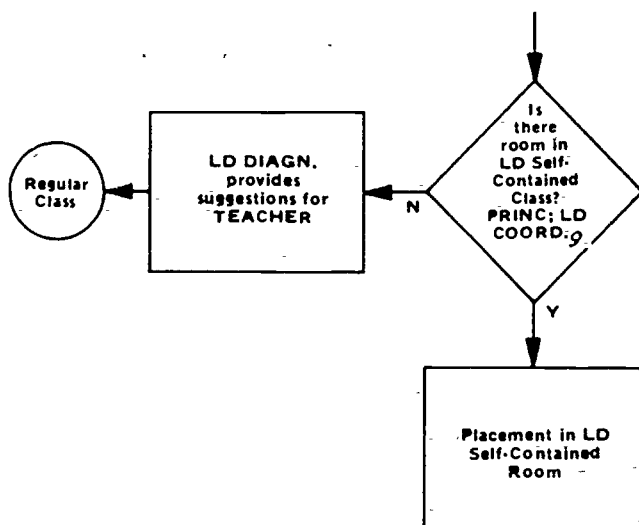 Is
there
room in
LD Self-
Contained
Class?
PRINC; LD
COORD. 9
N
Y
LD DIAGN.
provides
suggestions for
TEACHER
Regular
Class
Placement in LD
Self-Contained
Room